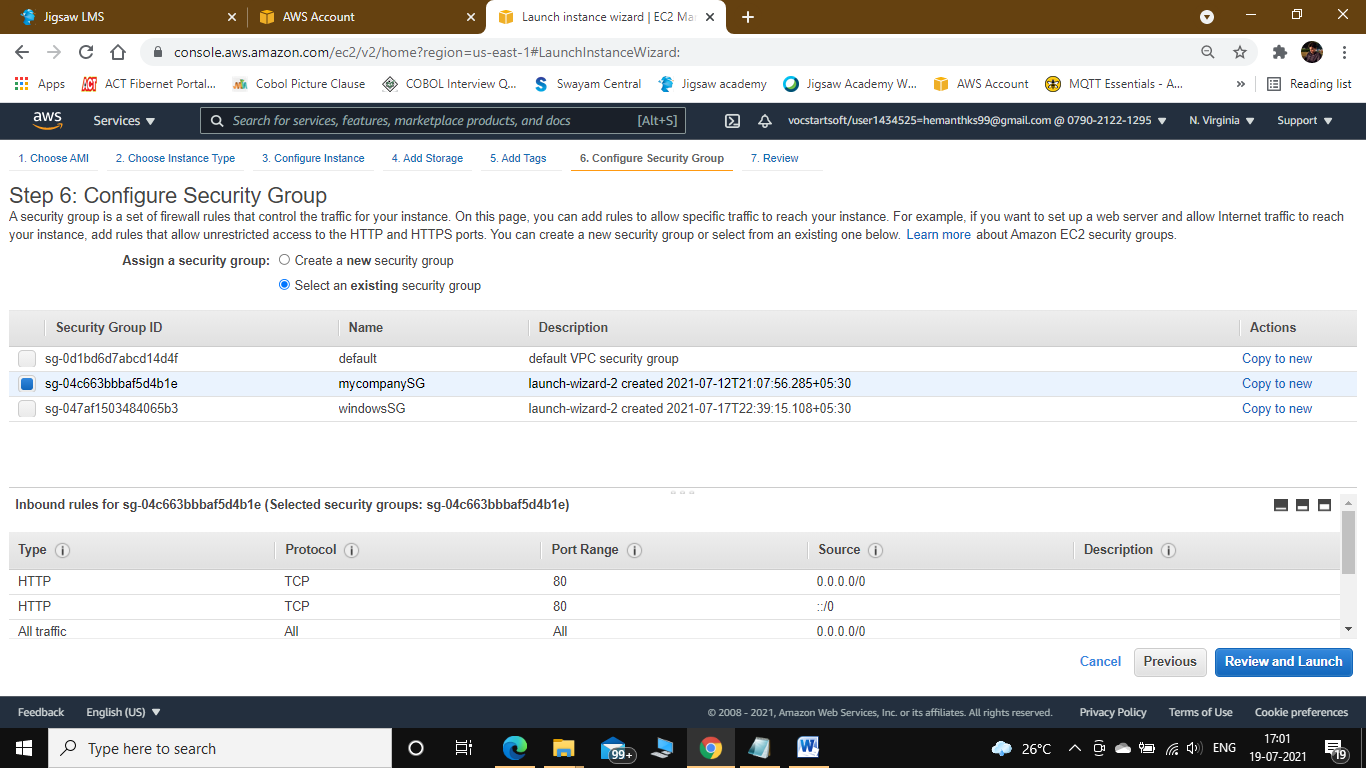 Jigsaw LMS
AWS Account
Launch instance wizard | EC2 Ma
console.aws.amazon.com/ec2/v2/home?region=us-east-1#LaunchInstanceWizard:
Apps
ACT Fibernet Portal...
Cobol Picture Clause
COBOL Interview Q...
Swayam Central
Jigsaw academy
Jigsaw Academy W...
AWS Account
MQTT Essentials - A...
»
Reading list
aws
Services
Search for services, features, marketplace products, and docs
[Alt+S]
vocstartsoft/user1434525=hemanthks99@gmail.com @ 0790-2122-1295
N. Virginia
Support
1. Choose AMI
2. Choose Instance Type
3. Configure Instance
4. Add Storage
5. Add Tags
6. Configure Security Group
7. Review
Step 6: Configure Security Group
A security group is a set of firewall rules that control the traffic for your instance. On this page, you can add rules to allow specific traffic to reach your instance. For example, if you want to set up a web server and allow Internet traffic to reach
your instance, add rules that allow unrestricted access to the HTTP and HTTPS ports. You can create a new security group or select from an existing one below. Learn more about Amazon EC2 security groups.
Assign a security group: Create a new security group
Select an existing security group
Security Group ID Name Description Actions
sg-0d1bd6d7abcd14d4f default default VPC security group Copy to new
sg-04c663bbbaf5d4b1e mycompanySG launch-wizard-2 created 2021-07-12T21:07:56.285+05:30 Copy to new
sg-047af1503484065b3 windowsSG launch-wizard-2 created 2021-07-17T22:39:15.108+05:30 Copy to new
Inbound rules for sg-04c663bbbaf5d4b1e (Selected security groups: sg-04c663bbbaf5d4b1e)
Type Protocol Port Range Source Description
HTTP TCP 80 0.0.0.0/0
HTTP TCP 80 ::/0
All traffic All All 0.0.0.0/0
Cancel
Previous
Review and Launch
Feedback
English (US)
© 2008 - 2021, Amazon Web Services, Inc. or its affiliates. All rights reserved.
Privacy Policy
Terms of Use
Cookie preferences
Type here to search
99+
26°C
ENG
17:01
19-07-2021
19